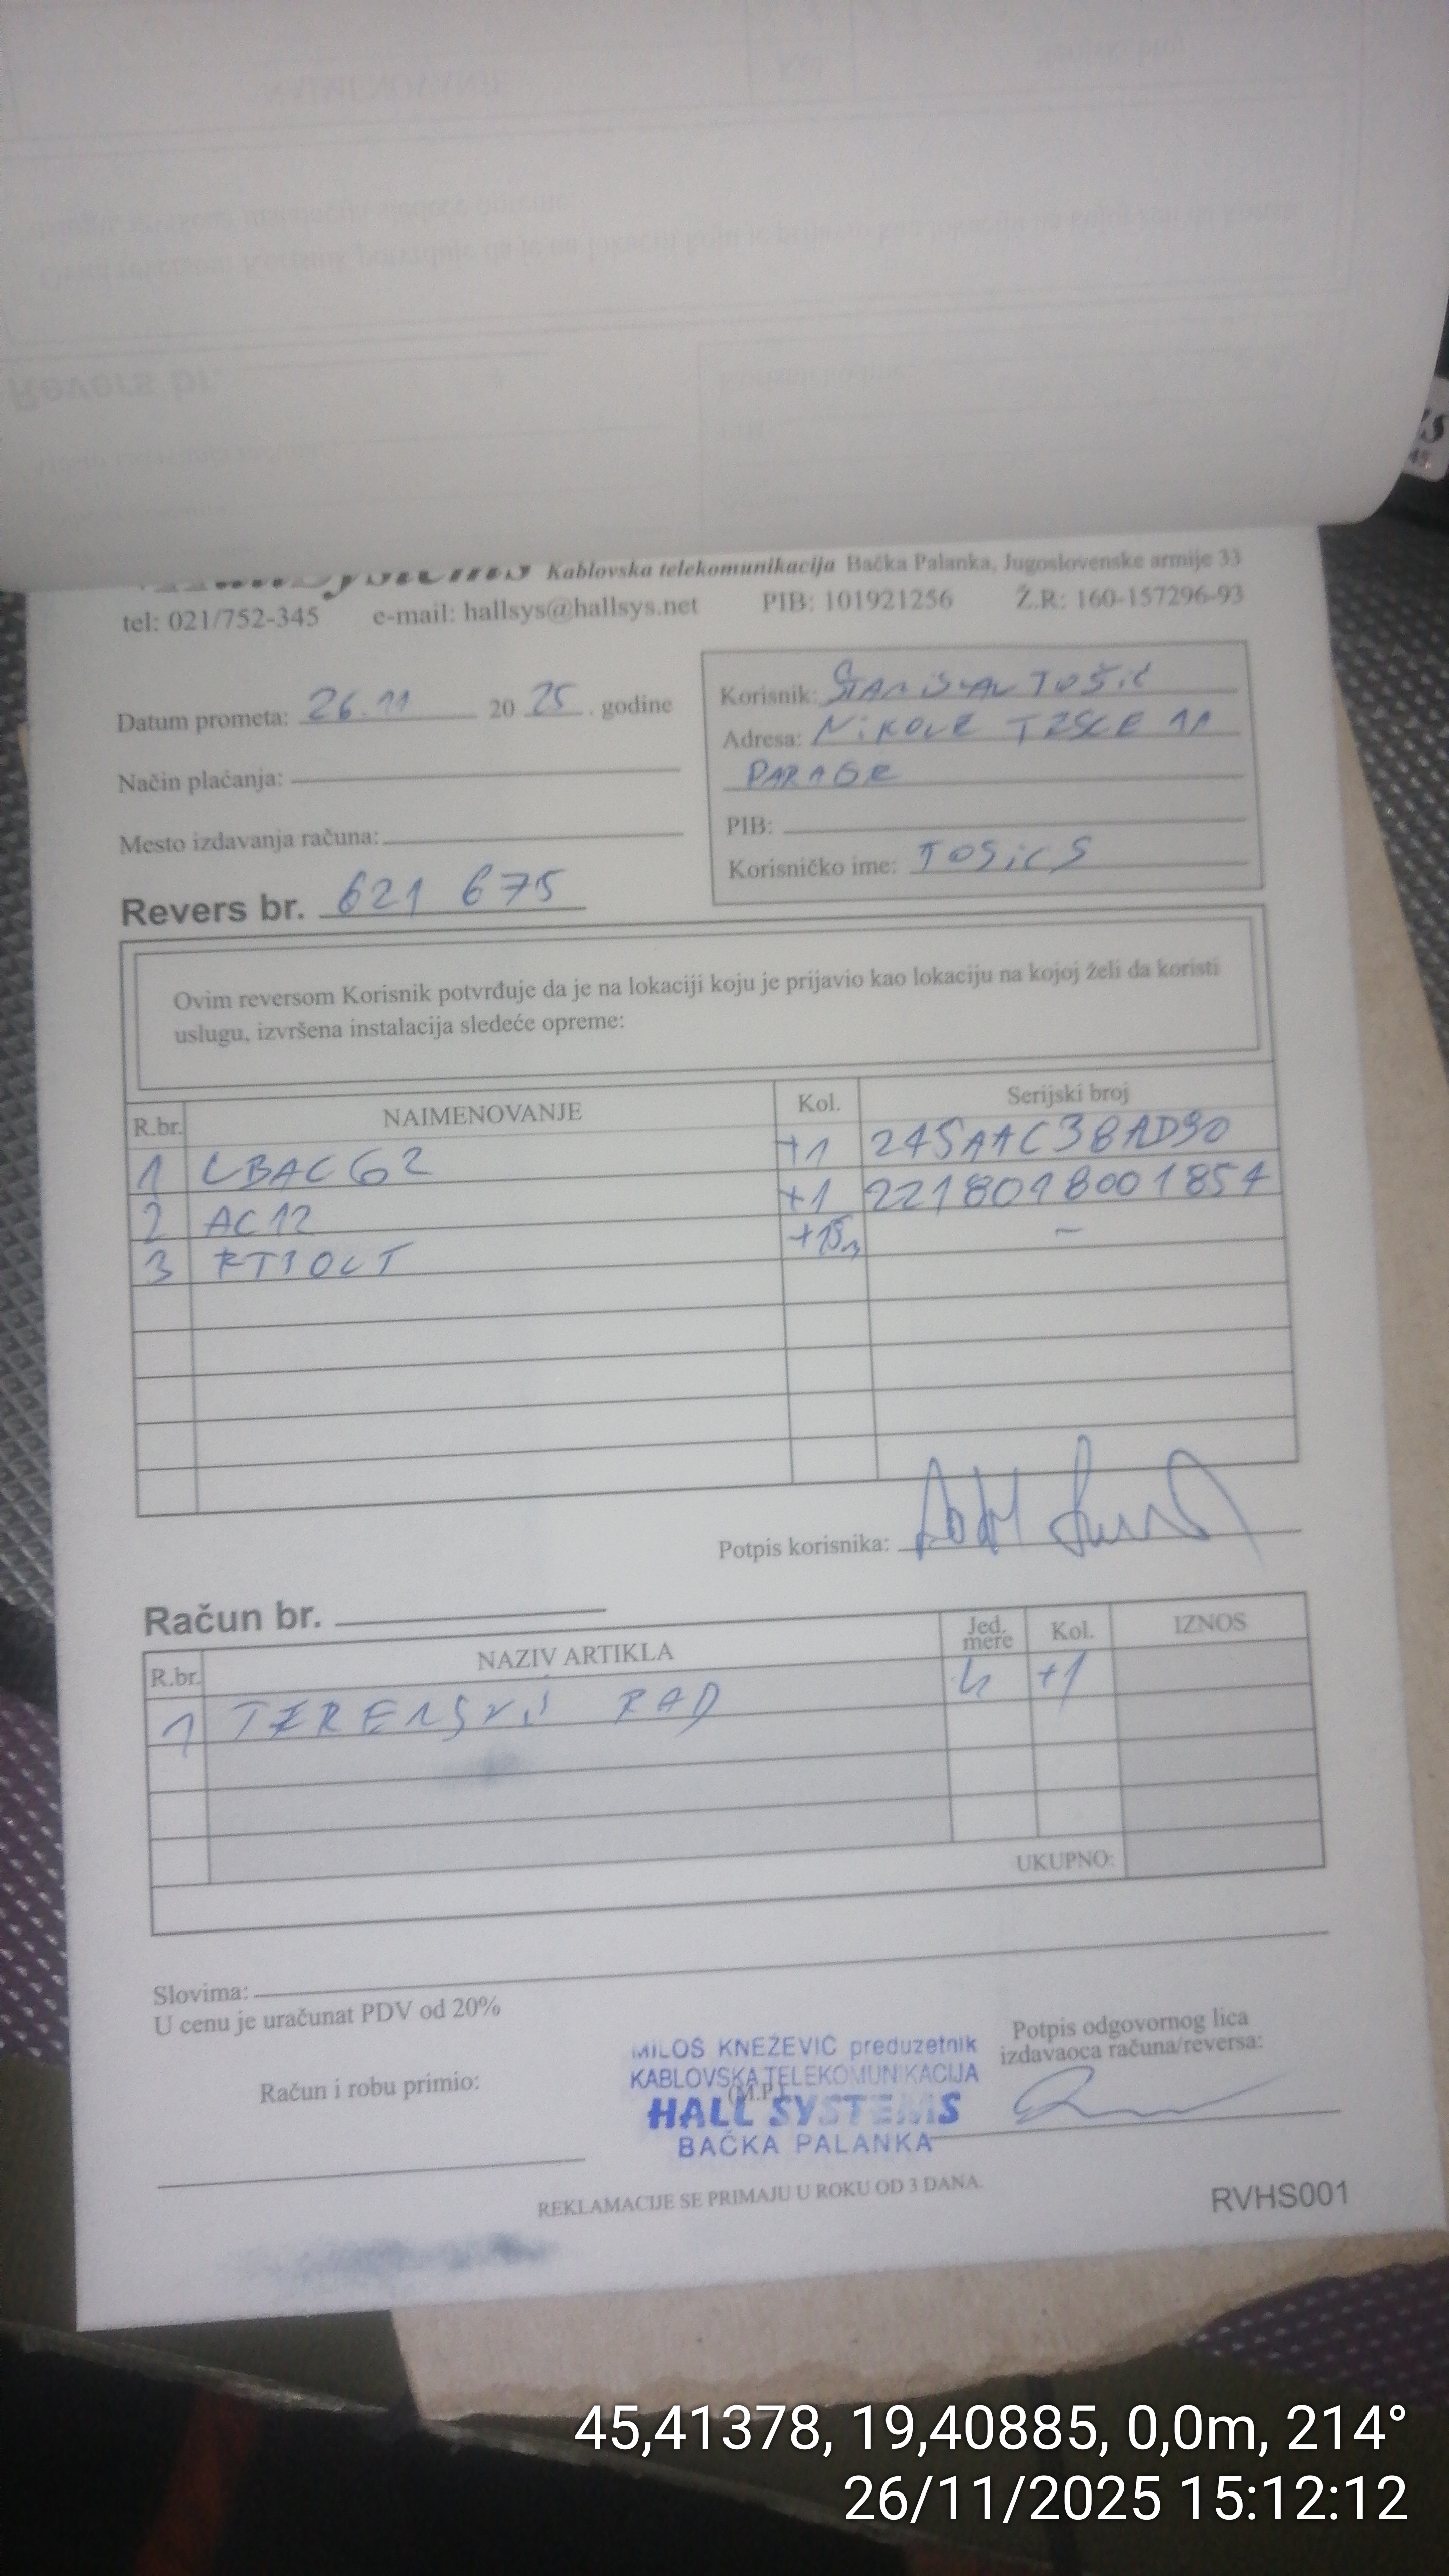 HallSystems Kablovska telekomunikacija Bačka Palanka, Jugoslovenske armije 33
tel: 021/752-345 e-mail: hallsys@hallsys.net PIB: 101921256 Ž.R: 160-157296-93
Datum prometa: 26.11 20 25. godine
Način plaćanja:
Mesto izdavanja računa:
Revers br. 621 675
Korisnik: STANISLAV TOŠIĆ
Adresa: NIKOLE TESLE 11
PARAGE
PIB:
Korisničko ime: TOSICS
Ovim reversom Korisnik potvrđuje da je na lokaciji koju je prijavio kao lokaciju na kojoj želi da koristi
uslugu, izvršena instalacija sledeće opreme:
R.br. NAIMENOVANJE Kol. Serijski broj
1 LBAC G2 +1 245AAC38AD90
2 AC12 +1 2218018001857
3 +15m –
Potpis korisnika:
Račun br.
R.br. NAZIV ARTIKLA Jed. mere Kol. IZNOS
1 TERENSKI RAD h +1
UKUPNO:
Slovima:
U cenu je uračunat PDV od 20%
Račun i robu primio:
MILOŠ KNEŽEVIĆ preduzetnik
KABLOVSKA TELEKOMUNIKACIJA
(M.P.)
HALL SYSTEMS
BAČKA PALANKA
Potpis odgovornog lica
izdavaoca računa/reversa:
REKLAMACIJE SE PRIMAJU U ROKU OD 3 DANA.
RVHS001
45,41378, 19,40885, 0,0m, 214°
26/11/2025 15:12:12